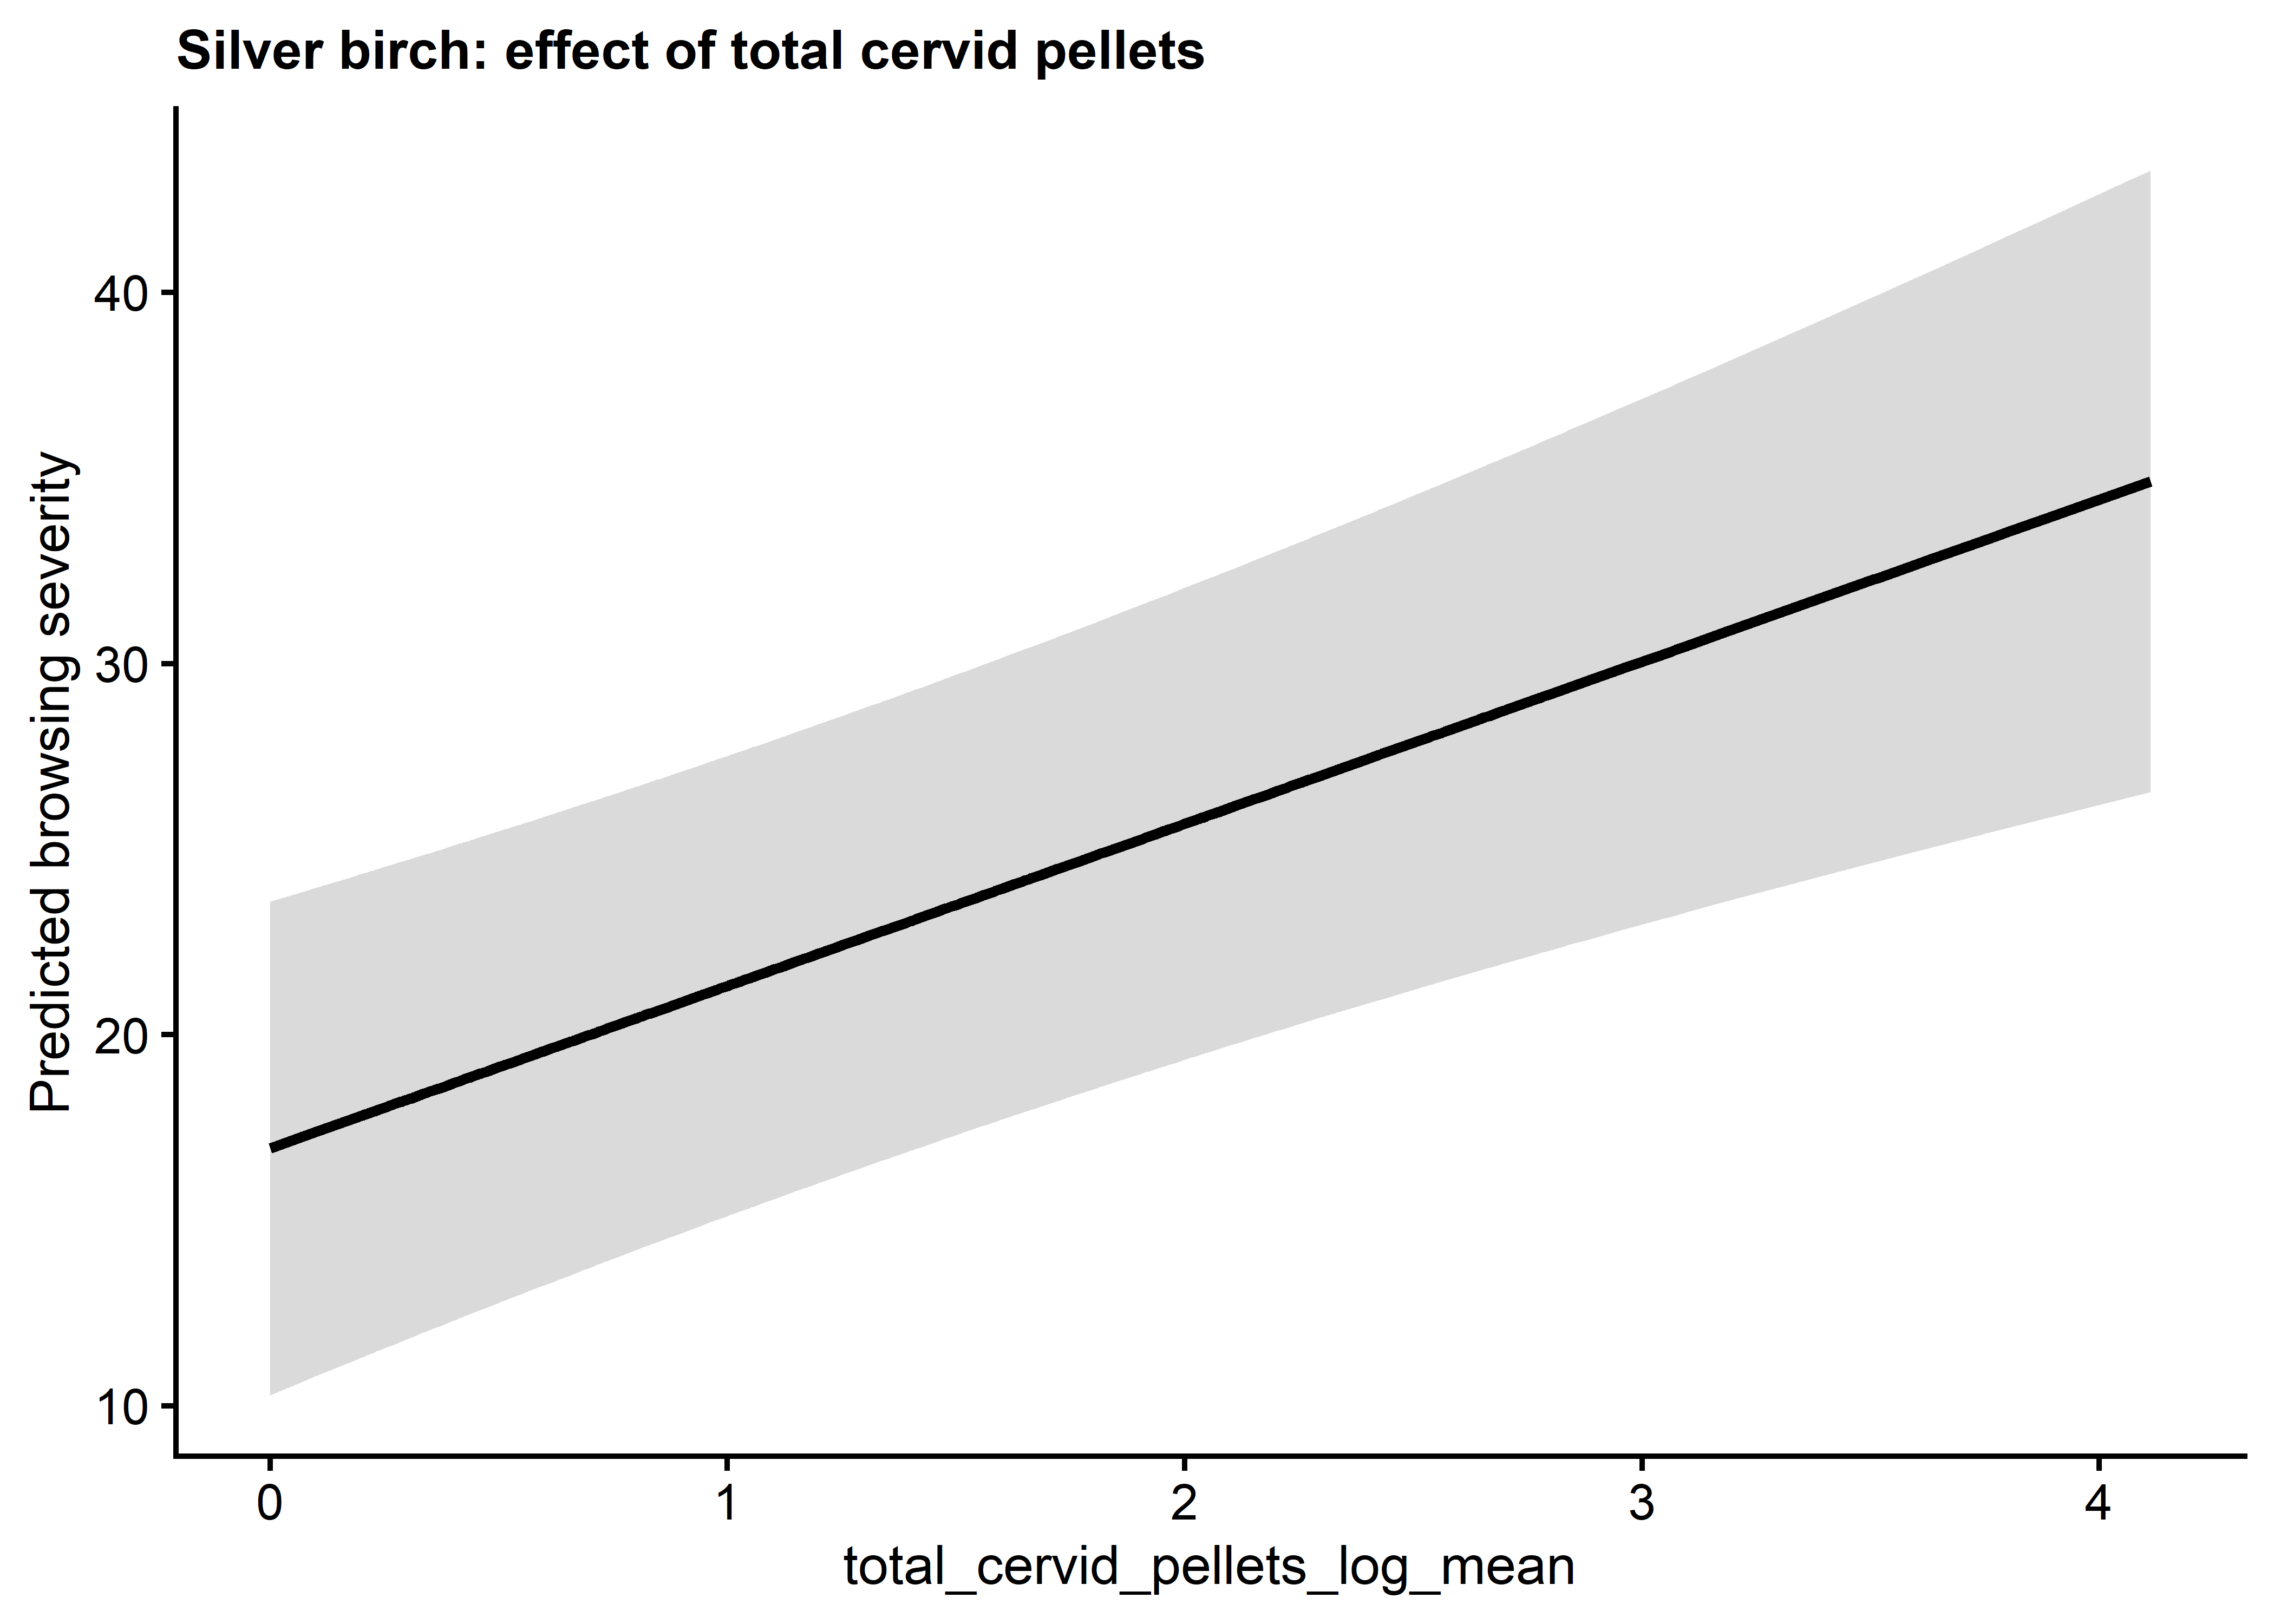 Silver birch: effect of total cervid pellets
Predicted browsing severity
40
30
20
10
0 1 2 3 4
total_cervid_pellets_log_mean